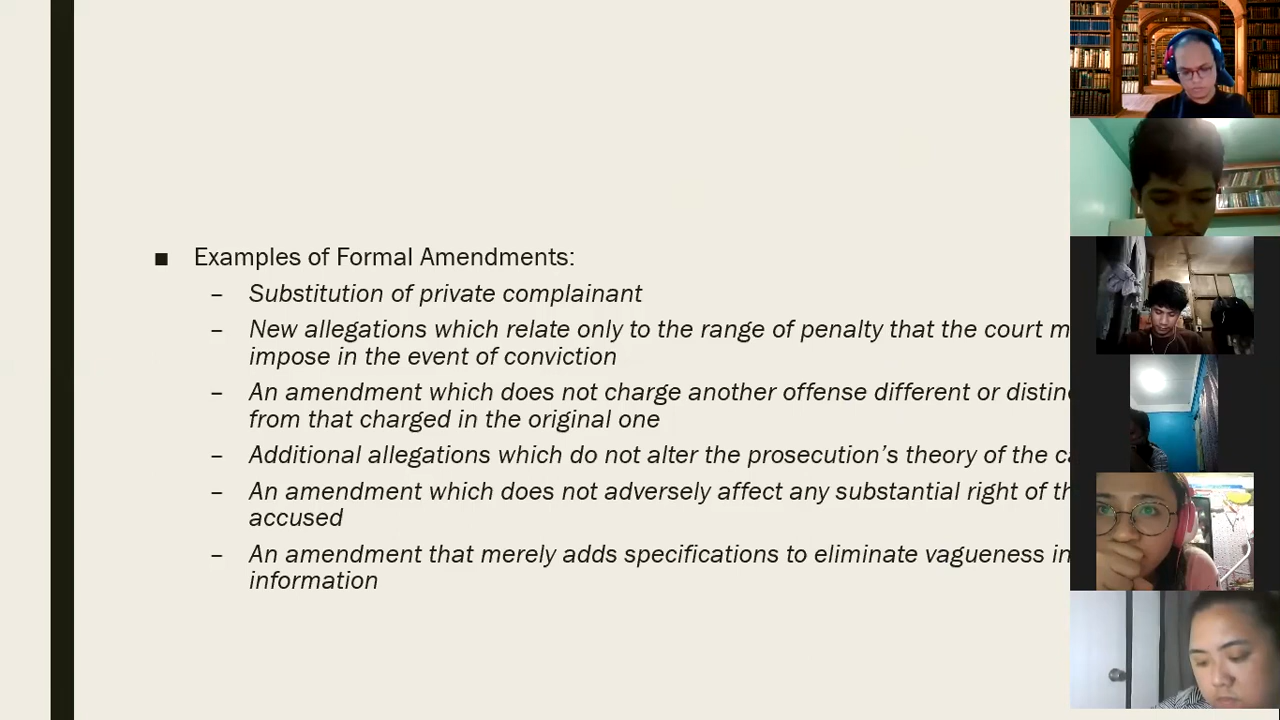 Examples of Formal Amendments:
– Substitution of private complainant
– New allegations which relate only to the range of penalty that the court
impose in the event of conviction
– An amendment which does not charge another offense different or
from that charged in the original one
– Additional allegations which do not alter the prosecution’s theory of the
– An amendment which does not adversely affect any substantial right of
accused
– An amendment that merely adds specifications to eliminate vagueness in
information